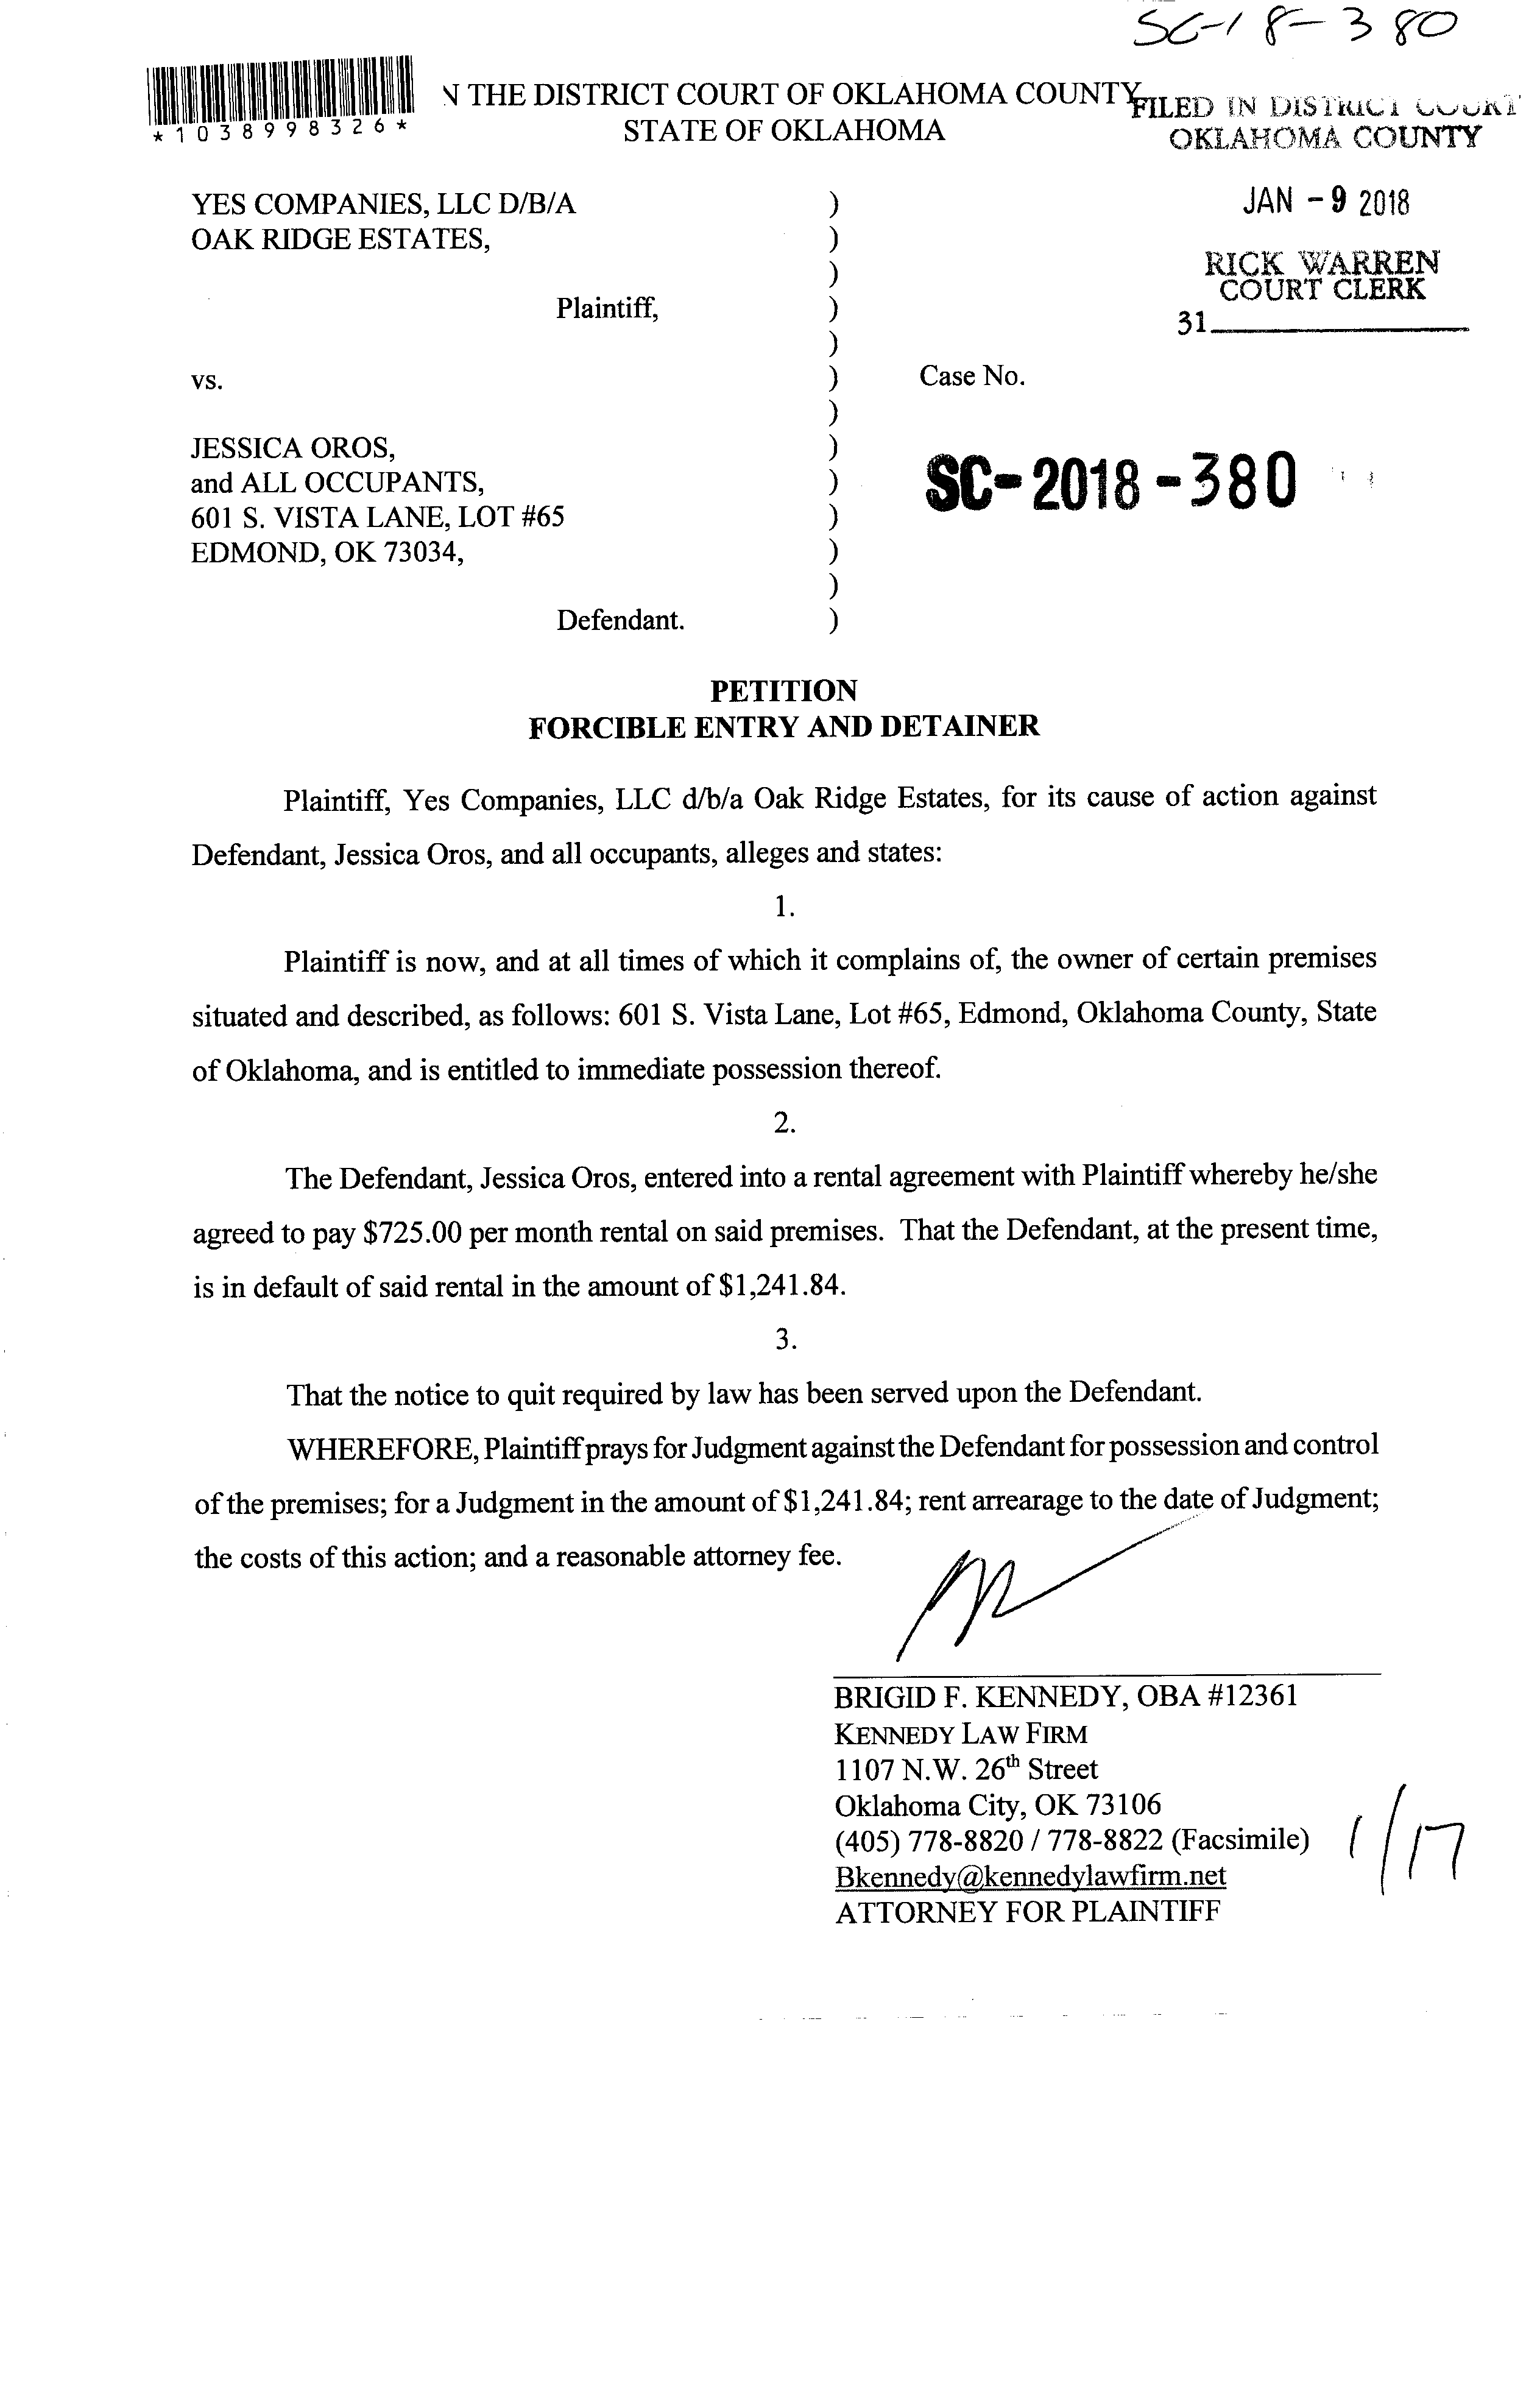 SC-18-380
*1038998326*
N THE DISTRICT COURT OF OKLAHOMA COUNTY
STATE OF OKLAHOMA
FILED IN DISTRICT COURT
OKLAHOMA COUNTY
JAN - 9 2018
RICK WARREN
COURT CLERK
31
YES COMPANIES, LLC D/B/A )
OAK RIDGE ESTATES, )
)
Plaintiff, )
)
vs. ) Case No.
)
JESSICA OROS, )
and ALL OCCUPANTS, ) SC-2018-380
601 S. VISTA LANE, LOT #65 )
EDMOND, OK 73034, )
)
Defendant. )
PETITION
FORCIBLE ENTRY AND DETAINER
Plaintiff, Yes Companies, LLC d/b/a Oak Ridge Estates, for its cause of action against
Defendant, Jessica Oros, and all occupants, alleges and states:
1.
Plaintiff is now, and at all times of which it complains of, the owner of certain premises
situated and described, as follows: 601 S. Vista Lane, Lot #65, Edmond, Oklahoma County, State
of Oklahoma, and is entitled to immediate possession thereof.
2.
The Defendant, Jessica Oros, entered into a rental agreement with Plaintiff whereby he/she
agreed to pay $725.00 per month rental on said premises. That the Defendant, at the present time,
is in default of said rental in the amount of $1,241.84.
3.
That the notice to quit required by law has been served upon the Defendant.
WHEREFORE, Plaintiff prays for Judgment against the Defendant for possession and control
of the premises; for a Judgment in the amount of $1,241.84; rent arrearage to the date of Judgment;
the costs of this action; and a reasonable attorney fee.
BRIGID F. KENNEDY, OBA #12361
KENNEDY LAW FIRM
1107 N.W. 26th Street
Oklahoma City, OK 73106
(405) 778-8820 / 778-8822 (Facsimile)
Bkennedy@kennedylawfirm.net
ATTORNEY FOR PLAINTIFF
1/17